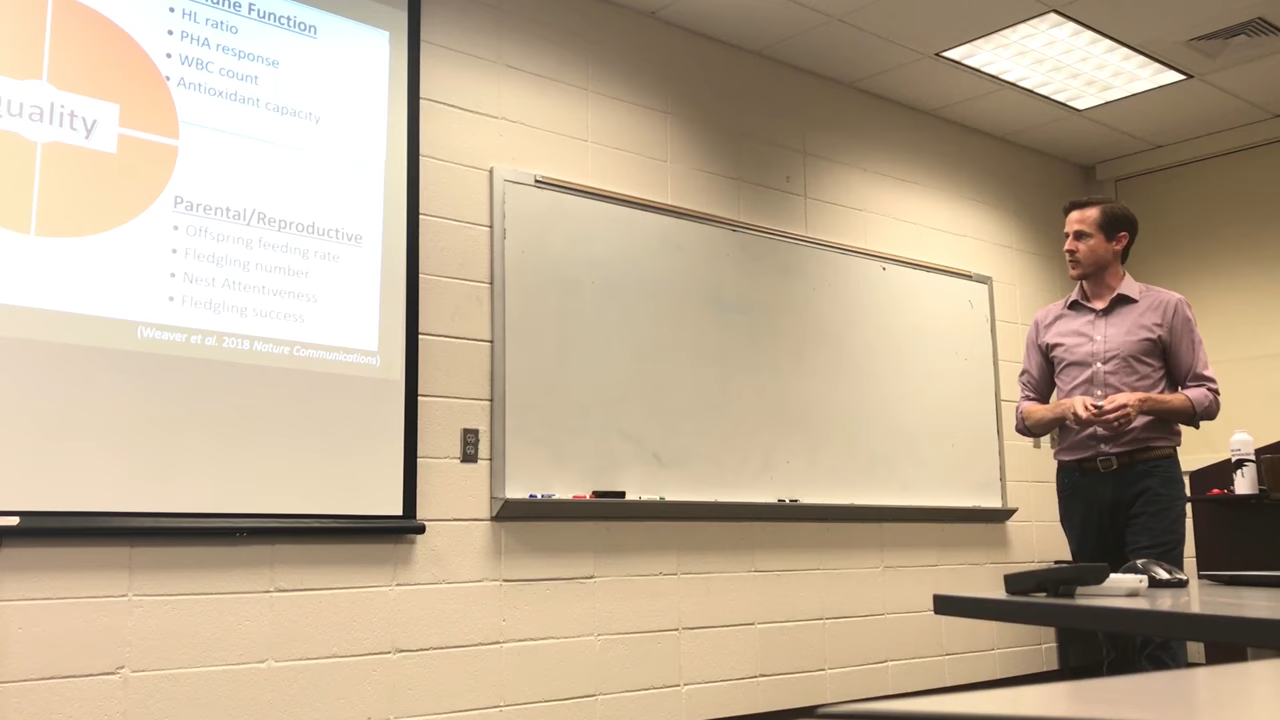 une Function
• HL ratio
• PHA response
• WBC count
• Antioxidant capacity
Quality
Parental/Reproductive
• Offspring feeding rate
• Fledgling number
• Nest Attentiveness
• Fledgling success
(Weaver et al. 2018 Nature Communications)